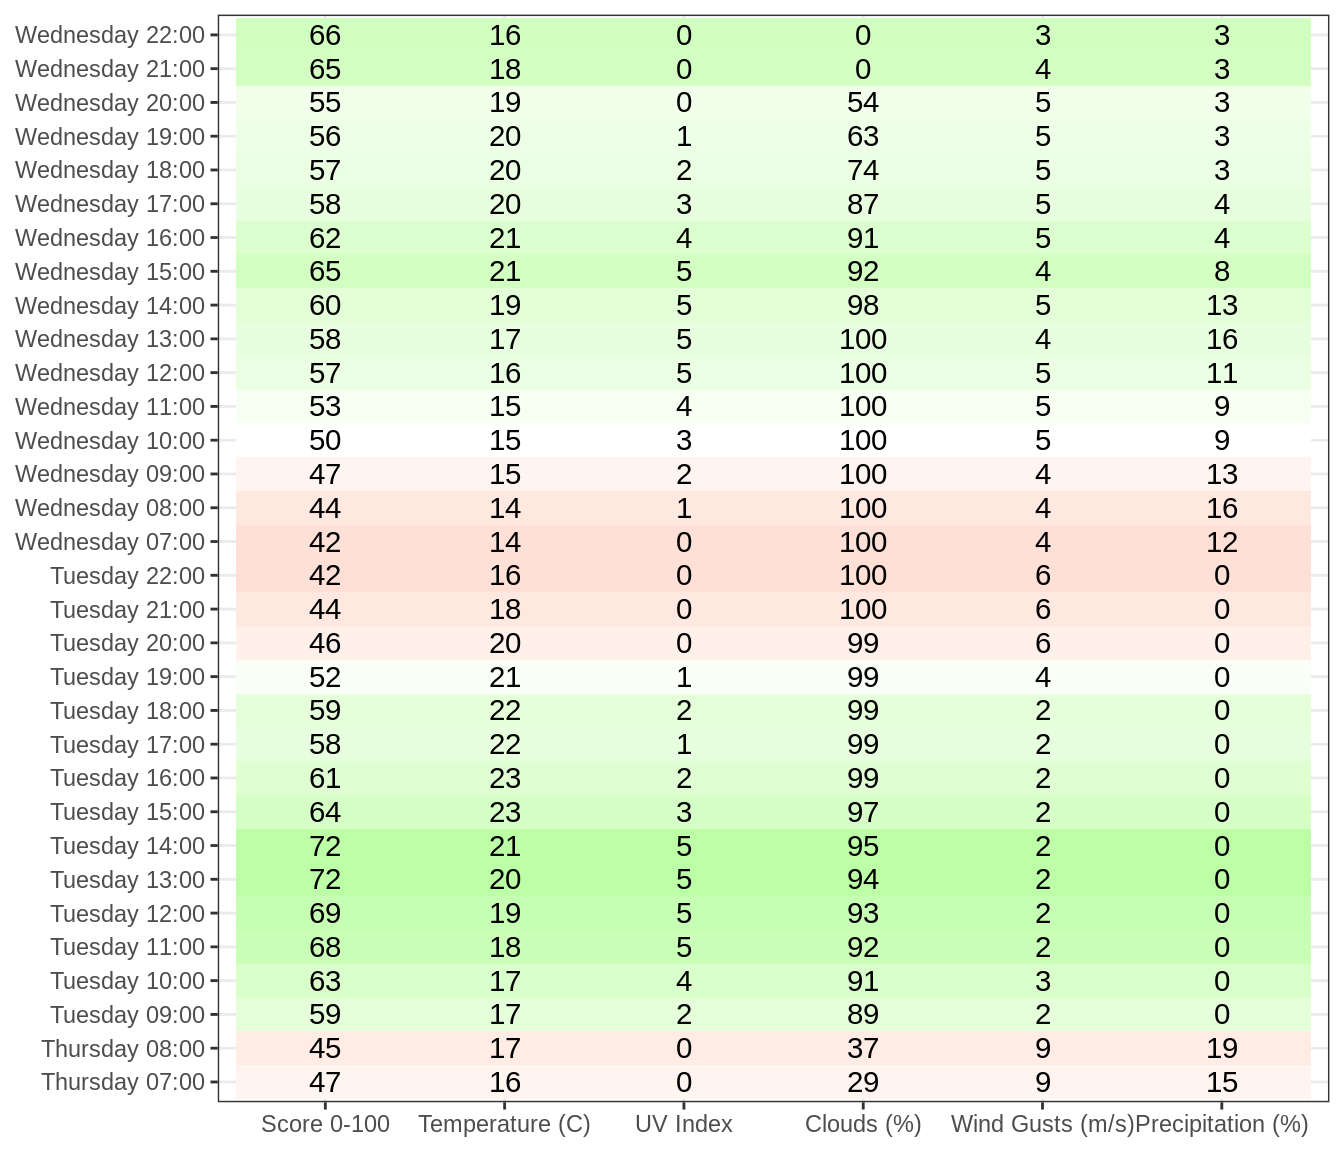 Wednesday 22:00 66 16 0 0 3 3
Wednesday 21:00 65 18 0 0 4 3
Wednesday 20:00 55 19 0 54 5 3
Wednesday 19:00 56 20 1 63 5 3
Wednesday 18:00 57 20 2 74 5 3
Wednesday 17:00 58 20 3 87 5 4
Wednesday 16:00 62 21 4 91 5 4
Wednesday 15:00 65 21 5 92 4 8
Wednesday 14:00 60 19 5 98 5 13
Wednesday 13:00 58 17 5 100 4 16
Wednesday 12:00 57 16 5 100 5 11
Wednesday 11:00 53 15 4 100 5 9
Wednesday 10:00 50 15 3 100 5 9
Wednesday 09:00 47 15 2 100 4 13
Wednesday 08:00 44 14 1 100 4 16
Wednesday 07:00 42 14 0 100 4 12
Tuesday 22:00 42 16 0 100 6 0
Tuesday 21:00 44 18 0 100 6 0
Tuesday 20:00 46 20 0 99 6 0
Tuesday 19:00 52 21 1 99 4 0
Tuesday 18:00 59 22 2 99 2 0
Tuesday 17:00 58 22 1 99 2 0
Tuesday 16:00 61 23 2 99 2 0
Tuesday 15:00 64 23 3 97 2 0
Tuesday 14:00 72 21 5 95 2 0
Tuesday 13:00 72 20 5 94 2 0
Tuesday 12:00 69 19 5 93 2 0
Tuesday 11:00 68 18 5 92 2 0
Tuesday 10:00 63 17 4 91 3 0
Tuesday 09:00 59 17 2 89 2 0
Thursday 08:00 45 17 0 37 9 19
Thursday 07:00 47 16 0 29 9 15
Score 0-100 Temperature (C) UV Index Clouds (%) Wind Gusts (m/s) Precipitation (%)